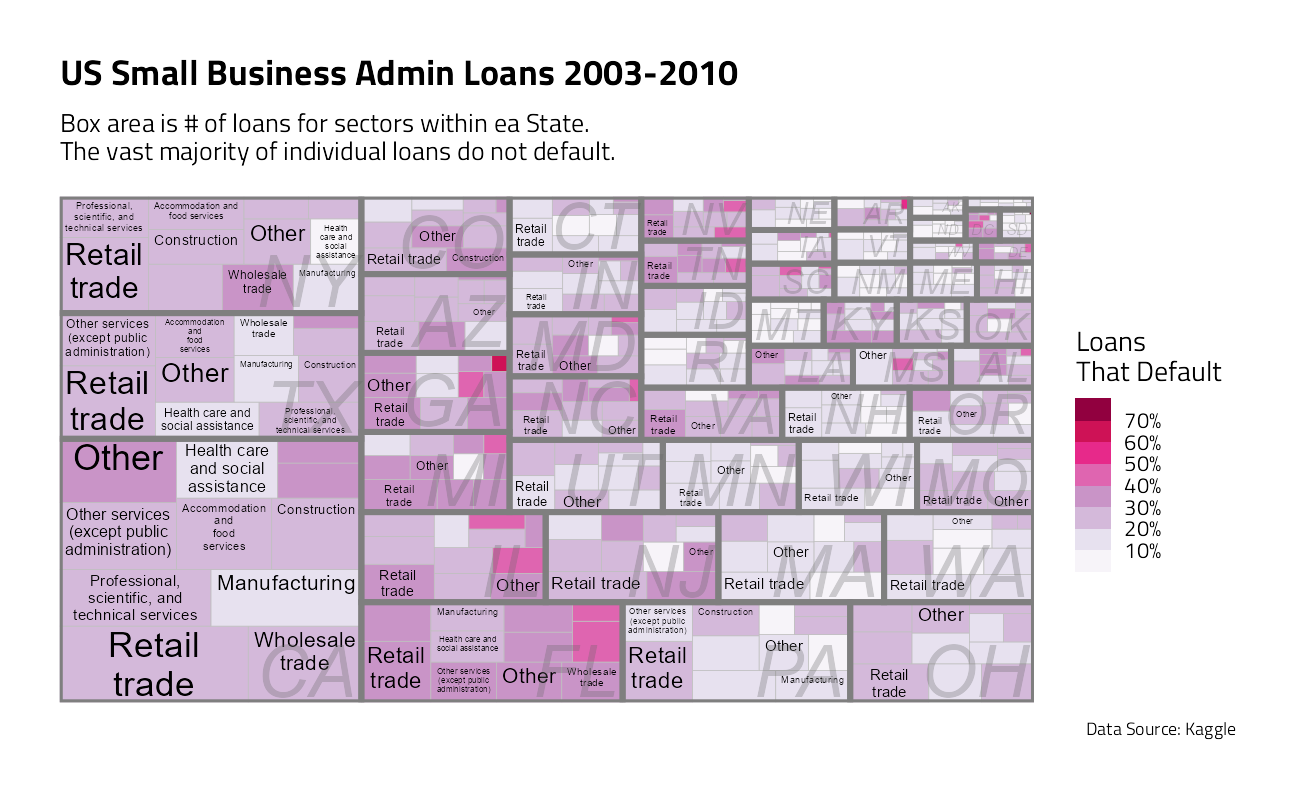 US Small Business Admin Loans 2003-2010
Box area is # of loans for sectors within ea State.
The vast majority of individual loans do not default.
Professional,
scientific, and
technical services
Accommodation and
food services
Other
Health
care and
social
assistance
Construction
Retail
trade
Wholesale
trade
Manufacturing
NY
Other services
(except public
administration)
Accommodation
and
food
services
Wholesale
trade
Other
Manufacturing
Construction
Retail
trade
Health care and
social assistance
Professional,
scientific, and
technical services
TX
Other
Health care
and social
assistance
Other services
(except public
administration)
Accommodation
and
food
services
Construction
Professional,
scientific, and
technical services
Manufacturing
Retail
trade
Wholesale
trade
CA
Other
Retail trade
Construction
CO
Other
Retail
trade
AZ
Other
Retail
trade
GA
Other
Retail
trade
MI
Retail
trade
Other
IL
Manufacturing
Health care and
social assistance
Retail
trade
Other services
(except public
administration)
Other
Wholesale
trade
FL
Retail
trade
CT
Other
Retail
trade
IN
Retail
trade
Other
MD
Retail
trade
Other
NC
Retail
trade
Other
UT
Other
Retail trade
NJ
Other services
(except public
administration)
Construction
Other
Retail
trade
Manufacturing
PA
Retail
trade
NV
Retail
trade
TN
ID
RI
Retail
trade
Other
VA
Other
Retail
trade
MN
Other
Retail trade
MA
Other
Retail
trade
OH
NE
AR
IA
VT
SC
NM
ME
HI
MT
KY
KS
OK
Other
LA
Other
MS
AL
Other
Retail
trade
NH
Other
Retail
trade
OR
Other
Retail trade
WI
Retail trade
Other
MO
Other
Retail trade
WA
AK
ND
DC
SD
DE
Loans
That Default
70%
60%
50%
40%
30%
20%
10%
Data Source: Kaggle